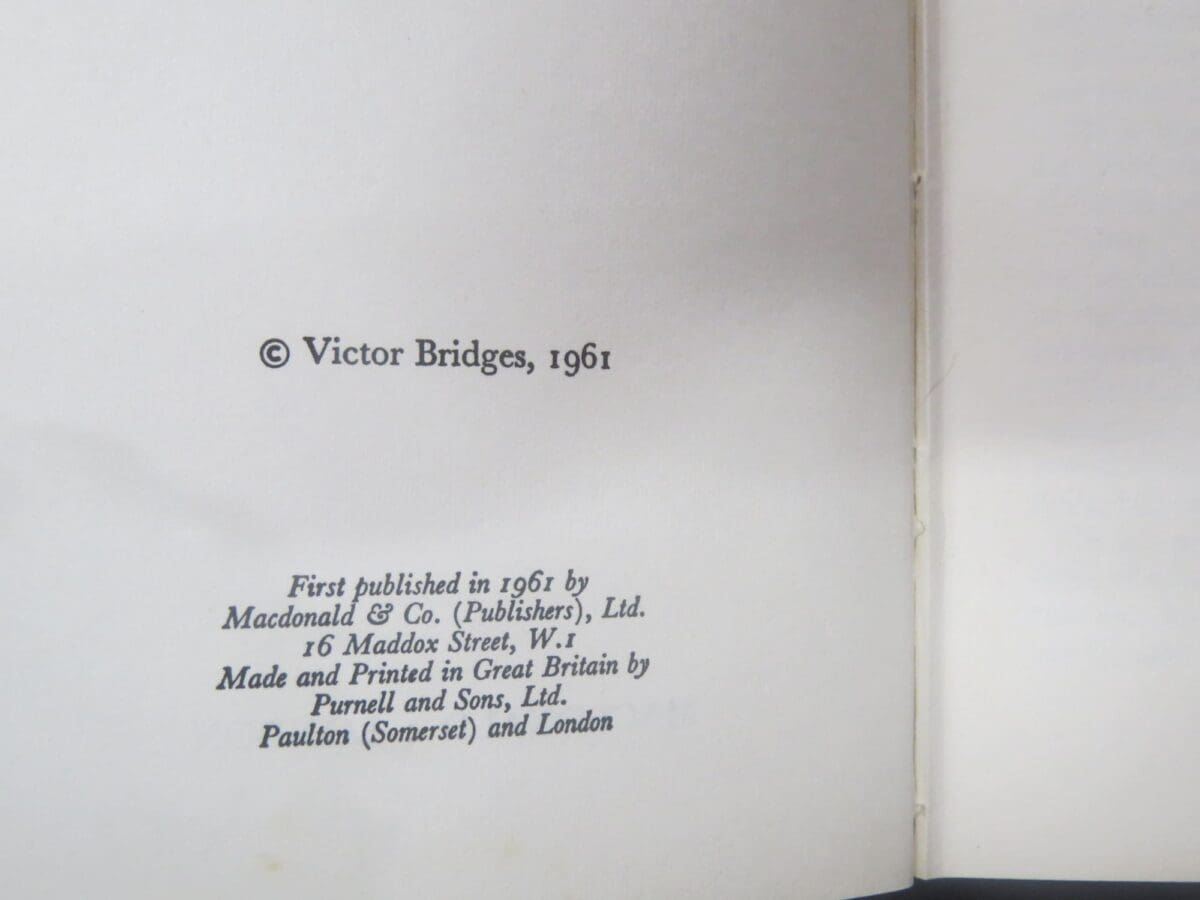 © Victor Bridges, 1961
First published in 1961 by
Macdonald & Co. (Publishers), Ltd.
16 Maddox Street, W.1
Made and Printed in Great Britain by
Purnell and Sons, Ltd.
Paulton (Somerset) and London